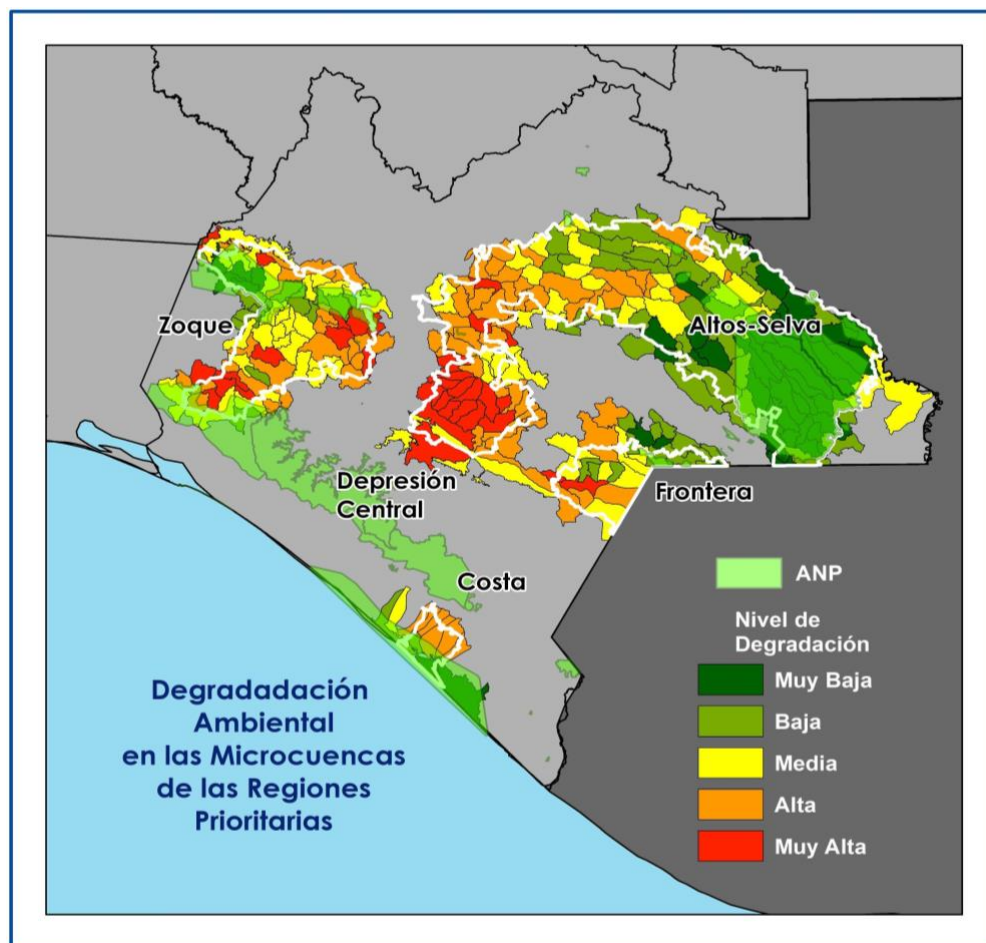 Zoque
Altos-Selva
Depresión
Central
Frontera
Costa
ANP
Nivel de
Degradación
Muy Baja
Baja
Media
Alta
Muy Alta
Degradadación
Ambiental
en las Microcuencas
de las Regiones
Prioritarias